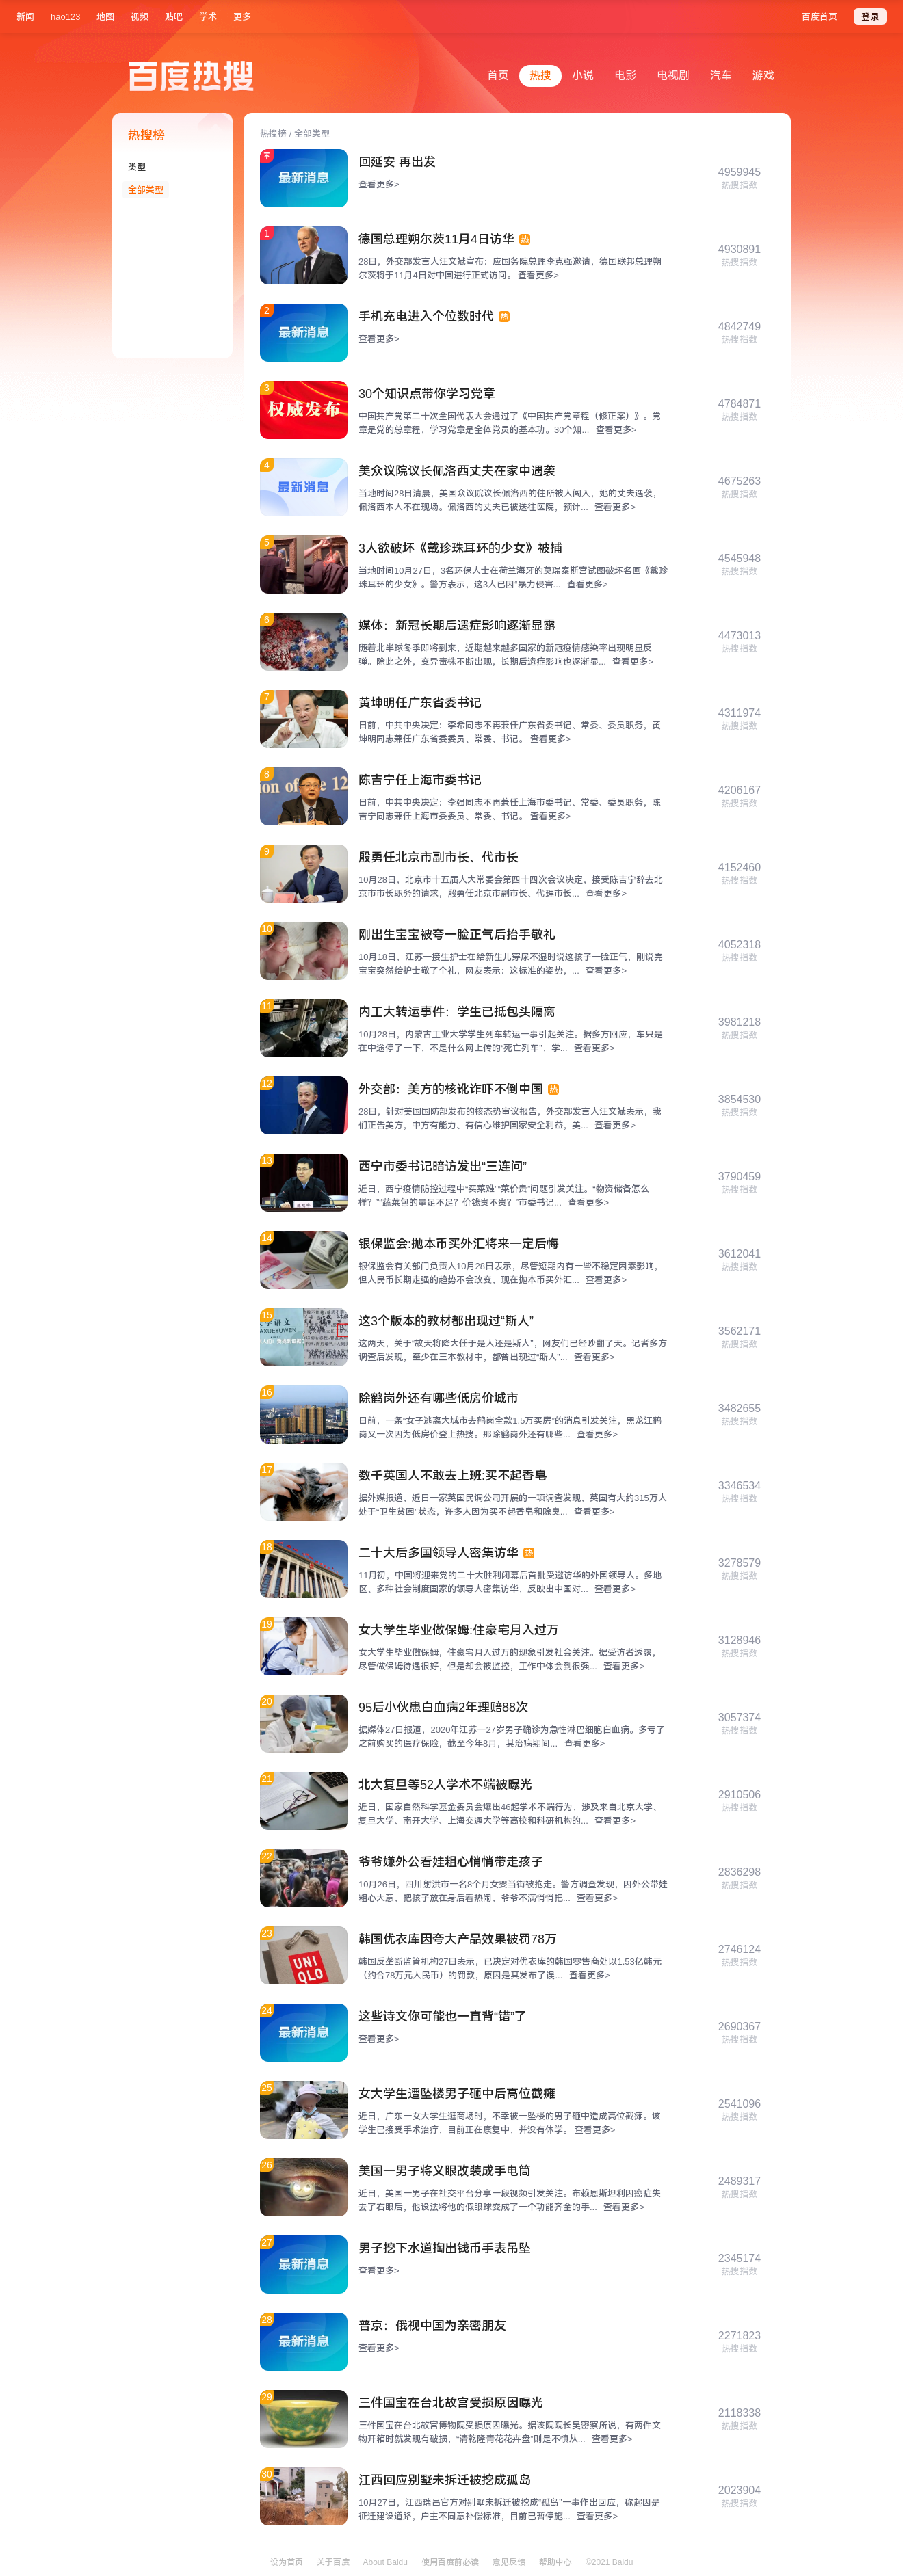 新闻 hao123 地图 视频 贴吧 学术 更多 百度首页 登录
百度热搜
首页 热搜 小说 电影 电视剧 汽车 游戏
热搜榜
类型
全部类型
热搜榜 / 全部类型
最新消息
回延安 再出发
查看更多>
4959945
热搜指数
1
德国总理朔尔茨11月4日访华 热
28日，外交部发言人汪文斌宣布：应国务院总理李克强邀请，德国联邦总理朔
尔茨将于11月4日对中国进行正式访问。 查看更多>
4930891
热搜指数
2
最新消息
手机充电进入个位数时代 热
查看更多>
4842749
热搜指数
3
权威发布
30个知识点带你学习党章
中国共产党第二十次全国代表大会通过了《中国共产党章程（修正案）》。党
章是党的总章程，学习党章是全体党员的基本功。30个知... 查看更多>
4784871
热搜指数
4
最新消息
美众议院议长佩洛西丈夫在家中遇袭
当地时间28日清晨，美国众议院议长佩洛西的住所被人闯入，她的丈夫遇袭，
佩洛西本人不在现场。佩洛西的丈夫已被送往医院，预计... 查看更多>
4675263
热搜指数
5
3人欲破坏《戴珍珠耳环的少女》被捕
当地时间10月27日，3名环保人士在荷兰海牙的莫瑞泰斯宫试图破坏名画《戴珍
珠耳环的少女》。警方表示，这3人已因“暴力侵害... 查看更多>
4545948
热搜指数
6
媒体：新冠长期后遗症影响逐渐显露
随着北半球冬季即将到来，近期越来越多国家的新冠疫情感染率出现明显反
弹。除此之外，变异毒株不断出现，长期后遗症影响也逐渐显... 查看更多>
4473013
热搜指数
7
黄坤明任广东省委书记
日前，中共中央决定：李希同志不再兼任广东省委书记、常委、委员职务，黄
坤明同志兼任广东省委委员、常委、书记。 查看更多>
4311974
热搜指数
8
陈吉宁任上海市委书记
日前，中共中央决定：李强同志不再兼任上海市委书记、常委、委员职务，陈
吉宁同志兼任上海市委委员、常委、书记。 查看更多>
4206167
热搜指数
9
殷勇任北京市副市长、代市长
10月28日，北京市十五届人大常委会第四十四次会议决定，接受陈吉宁辞去北
京市市长职务的请求，殷勇任北京市副市长、代理市长... 查看更多>
4152460
热搜指数
10
刚出生宝宝被夸一脸正气后抬手敬礼
10月18日，江苏一接生护士在给新生儿穿尿不湿时说这孩子一脸正气，刚说完
宝宝突然给护士敬了个礼，网友表示：这标准的姿势，... 查看更多>
4052318
热搜指数
11
内工大转运事件：学生已抵包头隔离
10月28日，内蒙古工业大学学生列车转运一事引起关注。据多方回应，车只是
在中途停了一下，不是什么网上传的“死亡列车”，学... 查看更多>
3981218
热搜指数
12
外交部：美方的核讹诈吓不倒中国 热
28日，针对美国国防部发布的核态势审议报告，外交部发言人汪文斌表示，我
们正告美方，中方有能力、有信心维护国家安全利益，美... 查看更多>
3854530
热搜指数
13
西宁市委书记暗访发出“三连问”
近日，西宁疫情防控过程中“买菜难”“菜价贵”问题引发关注。“物资储备怎么
样？”“蔬菜包的量足不足？价钱贵不贵？”市委书记... 查看更多>
3790459
热搜指数
14
银保监会:抛本币买外汇将来一定后悔
银保监会有关部门负责人10月28日表示，尽管短期内有一些不稳定因素影响，
但人民币长期走强的趋势不会改变，现在抛本币买外汇... 查看更多>
3612041
热搜指数
15
这3个版本的教材都出现过“斯人”
这两天，关于“故天将降大任于是人还是斯人”，网友们已经吵翻了天。记者多方
调查后发现，至少在三本教材中，都曾出现过“斯人”... 查看更多>
3562171
热搜指数
16
除鹤岗外还有哪些低房价城市
日前，一条“女子逃离大城市去鹤岗全款1.5万买房”的消息引发关注，黑龙江鹤
岗又一次因为低房价登上热搜。那除鹤岗外还有哪些... 查看更多>
3482655
热搜指数
17
数千英国人不敢去上班:买不起香皂
据外媒报道，近日一家英国民调公司开展的一项调查发现，英国有大约315万人
处于“卫生贫困”状态，许多人因为买不起香皂和除臭... 查看更多>
3346534
热搜指数
18
二十大后多国领导人密集访华 热
11月初，中国将迎来党的二十大胜利闭幕后首批受邀访华的外国领导人。多地
区、多种社会制度国家的领导人密集访华，反映出中国对... 查看更多>
3278579
热搜指数
19
女大学生毕业做保姆:住豪宅月入过万
女大学生毕业做保姆，住豪宅月入过万的现象引发社会关注。据受访者透露，
尽管做保姆待遇很好，但是却会被监控，工作中体会到很强... 查看更多>
3128946
热搜指数
20
95后小伙患白血病2年理赔88次
据媒体27日报道，2020年江苏一27岁男子确诊为急性淋巴细胞白血病。多亏了
之前购买的医疗保险，截至今年8月，其治病期间... 查看更多>
3057374
热搜指数
21
北大复旦等52人学术不端被曝光
近日，国家自然科学基金委员会爆出46起学术不端行为，涉及来自北京大学、
复旦大学、南开大学、上海交通大学等高校和科研机构的... 查看更多>
2910506
热搜指数
22
爷爷嫌外公看娃粗心悄悄带走孩子
10月26日，四川射洪市一名8个月女婴当街被抱走。警方调查发现，因外公带娃
粗心大意，把孩子放在身后看热闹，爷爷不满悄悄把... 查看更多>
2836298
热搜指数
23
UNI
QLO
韩国优衣库因夸大产品效果被罚78万
韩国反垄断监管机构27日表示，已决定对优衣库的韩国零售商处以1.53亿韩元
（约合78万元人民币）的罚款，原因是其发布了误... 查看更多>
2746124
热搜指数
24
最新消息
这些诗文你可能也一直背“错”了
查看更多>
2690367
热搜指数
25
女大学生遭坠楼男子砸中后高位截瘫
近日，广东一女大学生逛商场时，不幸被一坠楼的男子砸中造成高位截瘫。该
学生已接受手术治疗，目前正在康复中，并没有休学。 查看更多>
2541096
热搜指数
26
美国一男子将义眼改装成手电筒
近日，美国一男子在社交平台分享一段视频引发关注。布赖恩斯坦利因癌症失
去了右眼后，他设法将他的假眼球变成了一个功能齐全的手... 查看更多>
2489317
热搜指数
27
最新消息
男子挖下水道掏出钱币手表吊坠
查看更多>
2345174
热搜指数
28
最新消息
普京：俄视中国为亲密朋友
查看更多>
2271823
热搜指数
29
三件国宝在台北故宫受损原因曝光
三件国宝在台北故宫博物院受损原因曝光。据该院院长吴密察所说，有两件文
物开箱时就发现有破损，“清乾隆青花花卉盘”则是不慎从... 查看更多>
2118338
热搜指数
30
江西回应别墅未拆迁被挖成孤岛
10月27日，江西瑞昌官方对别墅未拆迁被挖成“孤岛”一事作出回应，称起因是
征迁建设道路，户主不同意补偿标准，目前已暂停施... 查看更多>
2023904
热搜指数
设为首页 关于百度 About Baidu 使用百度前必读 意见反馈 帮助中心 ©2021 Baidu